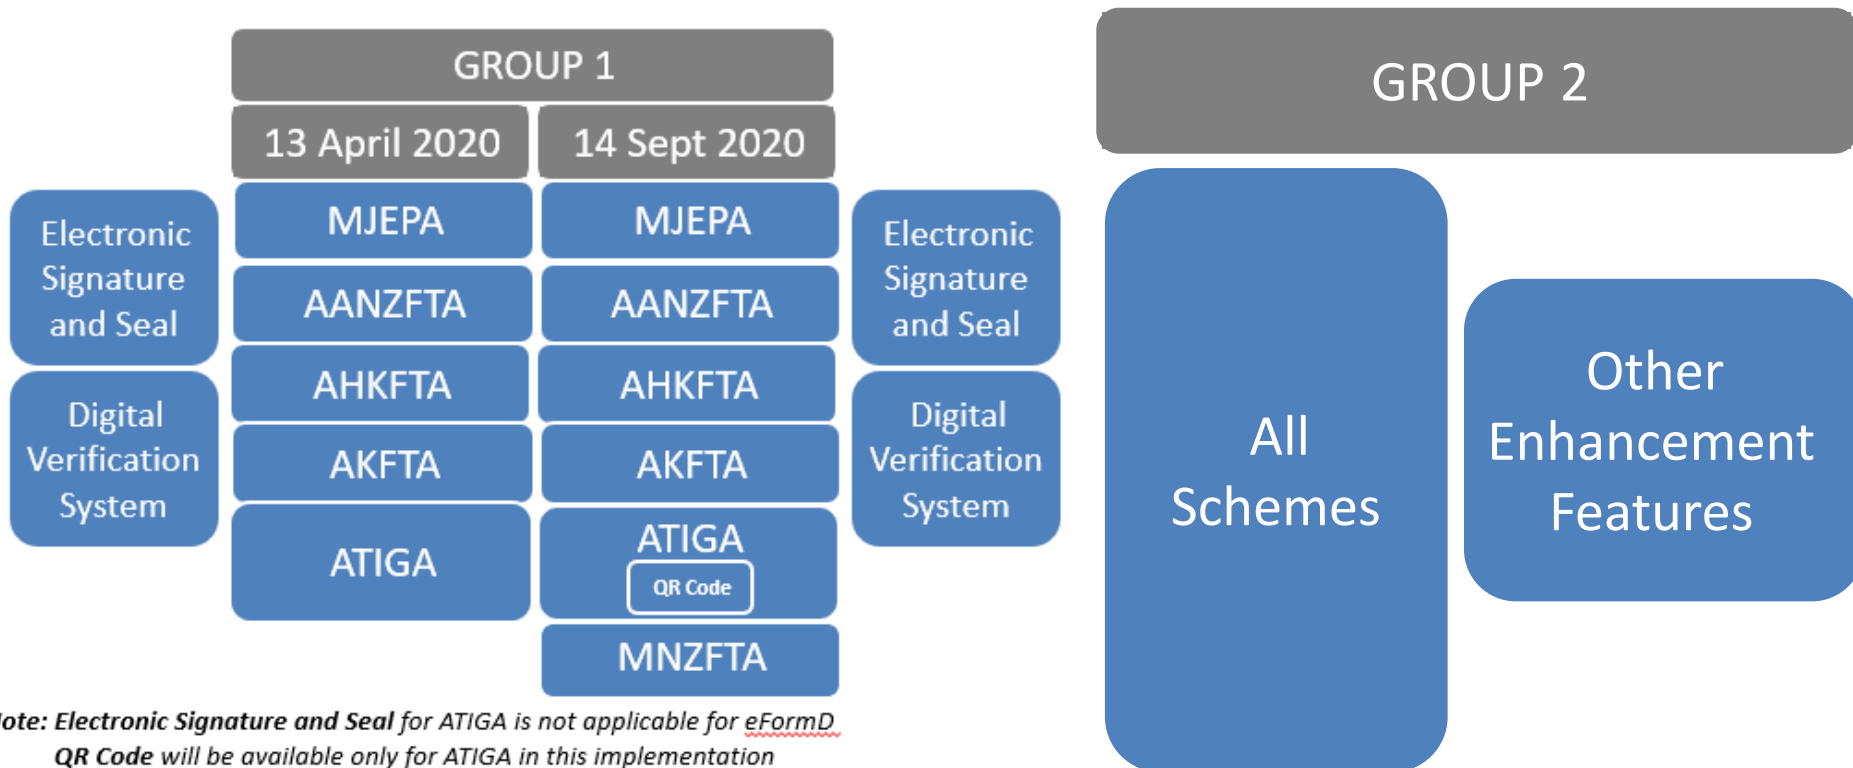 GROUP 1
13 April 2020
14 Sept 2020
Electronic
Signature
and Seal
Digital
Verification
System
MJEPA
AANZFTA
AHKFTA
AKFTA
ATIGA
MJEPA
AANZFTA
AHKFTA
AKFTA
ATIGA
QR Code
MNZFTA
Electronic
Signature
and Seal
Digital
Verification
System
ote: Electronic Signature and Seal for ATIGA is not applicable for eFormD
QR Code will be available only for ATIGA in this implementation
GROUP 2
All
Schemes
Other
Enhancement
Features